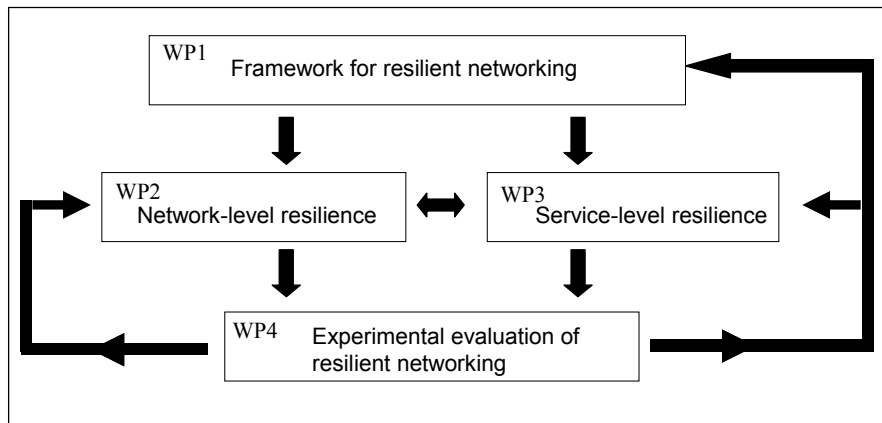 WP1
Framework for resilient networking
WP2
Network-level resilience
WP3
Service-level resilience
WP4
Experimental evaluation of
resilient networking